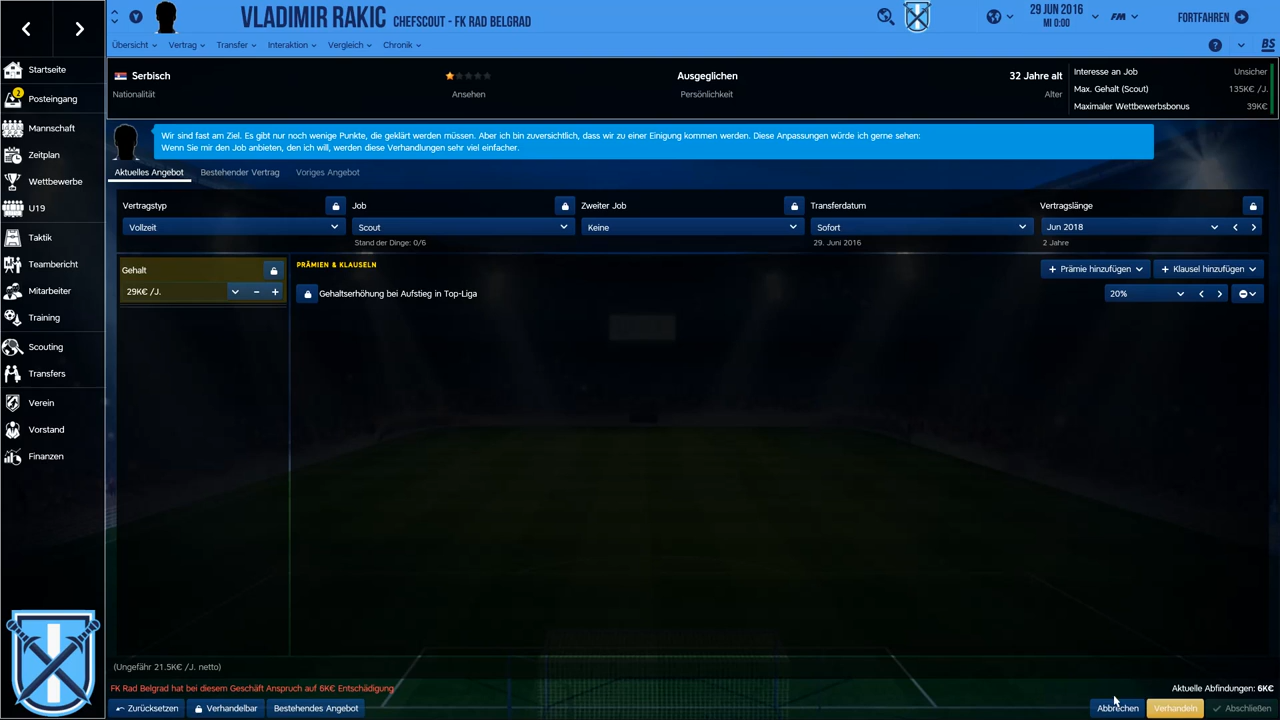 VLADIMIR RAKIC CHEFSCOUT - FK RAD BELGRAD
29 JUN 2016
MI 0:00
FM
FORTFAHREN
Übersicht Vertrag Transfer Interaktion Vergleich Chronik
? BS
Startseite
2
Posteingang
Mannschaft
Zeitplan
Wettbewerbe
U19
Taktik
Teambericht
Mitarbeiter
Training
Scouting
Transfers
Verein
Vorstand
Finanzen
Serbisch
Nationalität
Ansehen
Ausgeglichen
Persönlichkeit
32 Jahre alt
Alter
Interesse an Job Unsicher
Max. Gehalt (Scout) 135K€ /J.
Maximaler Wettbewerbsbonus 39K€
Wir sind fast am Ziel. Es gibt nur noch wenige Punkte, die geklärt werden müssen. Aber ich bin zuversichtlich, dass wir zu einer Einigung kommen werden. Diese Anpassungen würde ich gerne sehen:
Wenn Sie mir den Job anbieten, den ich will, werden diese Verhandlungen sehr viel einfacher.
Aktuelles Angebot Bestehender Vertrag Voriges Angebot
Vertragstyp
Vollzeit
Job
Scout
Stand der Dinge: 0/6
Zweiter Job
Keine
Transferdatum
Sofort
29. Juni 2016
Vertragslänge
Jun 2018
2 Jahre
Gehalt
29K€ /J.
PRÄMIEN & KLAUSELN
+ Prämie hinzufügen + Klausel hinzufügen
Gehaltserhöhung bei Aufstieg in Top-Liga 20%
(Ungefähr 21.5K€ /J. netto)
FK Rad Belgrad hat bei diesem Geschäft Anspruch auf 6K€ Entschädigung
Aktuelle Abfindungen: 6K€
Zurücksetzen Verhandelbar Bestehendes Angebot Abbrechen Verhandeln Abschließen